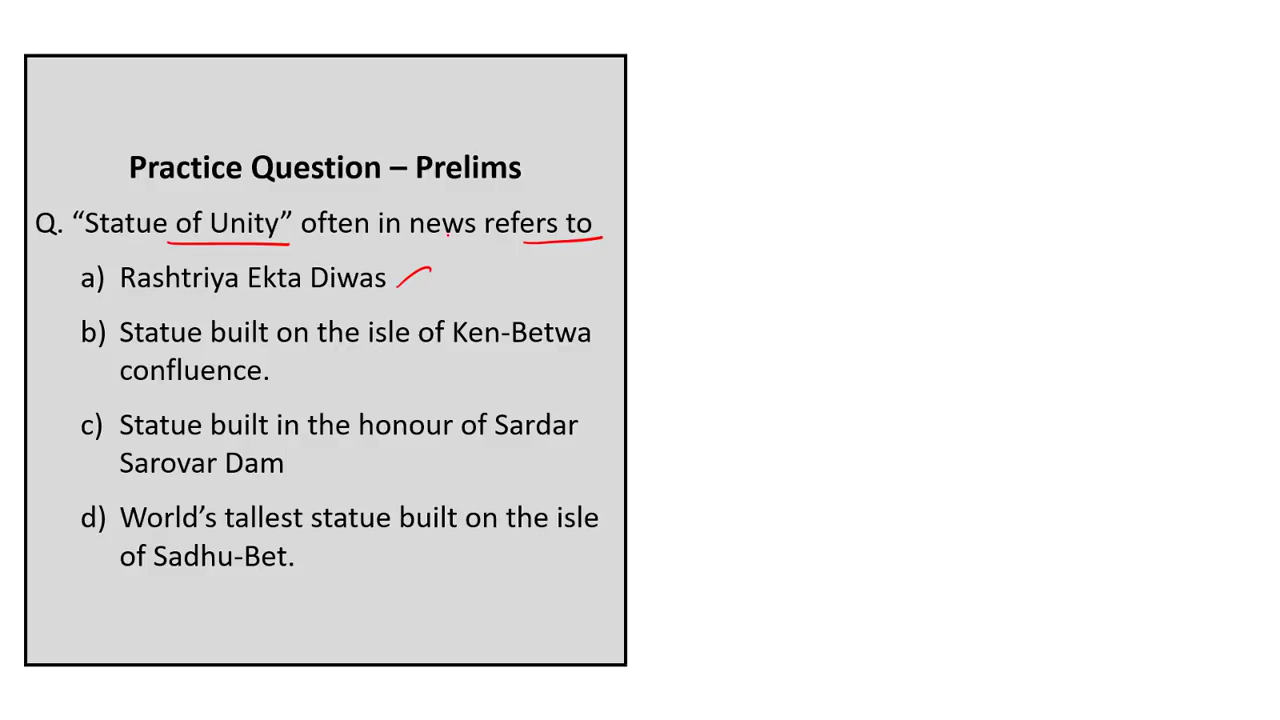 Practice Question – Prelims
Q. “Statue of Unity” often in news refers to
a) Rashtriya Ekta Diwas
b) Statue built on the isle of Ken-Betwa
confluence.
c) Statue built in the honour of Sardar
Sarovar Dam
d) World’s tallest statue built on the isle
of Sadhu-Bet.